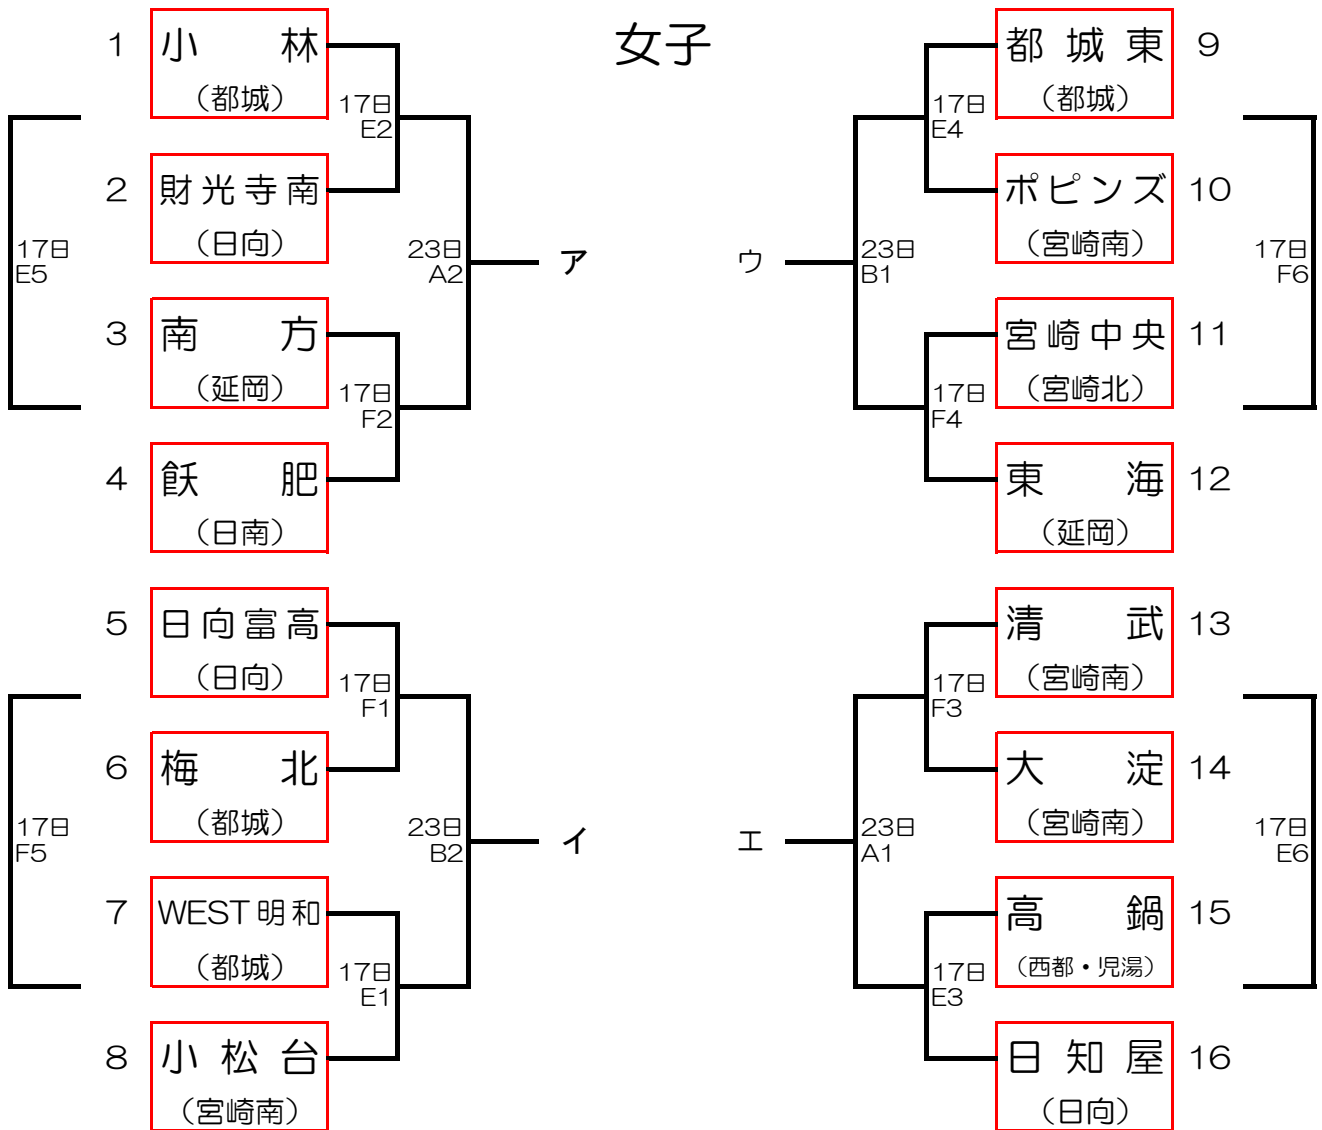 女子
1 小林
(都城)
17日
E2
2 財光寺南
(日向)
17日
E5
23日
A2
ア
3 南方
(延岡)
17日
F2
4 飫肥
(日南)
5 日向富高
(日向)
17日
F1
6 梅北
(都城)
17日
F5
23日
B2
イ
7 WEST明和
(都城)
17日
E1
8 小松台
(宮崎南)
都城東 9
(都城)
17日
E4
ポピンズ 10
(宮崎南)
ウ
23日
B1
17日
F6
宮崎中央 11
(宮崎北)
17日
F4
東海 12
(延岡)
清武 13
(宮崎南)
17日
F3
大淀 14
(宮崎南)
エ
23日
A1
17日
E6
高鍋 15
(西都・児湯)
17日
E3
日知屋 16
(日向)